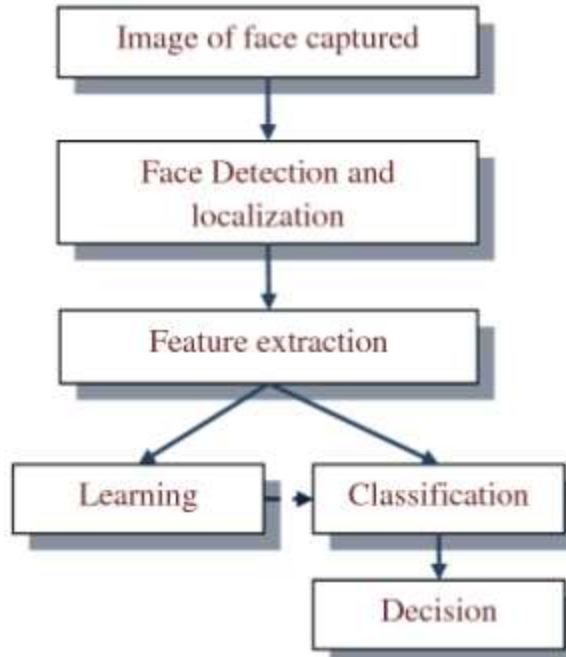 Image of face captured
Face Detection and
localization
Feature extraction
Learning
Classification
Decision